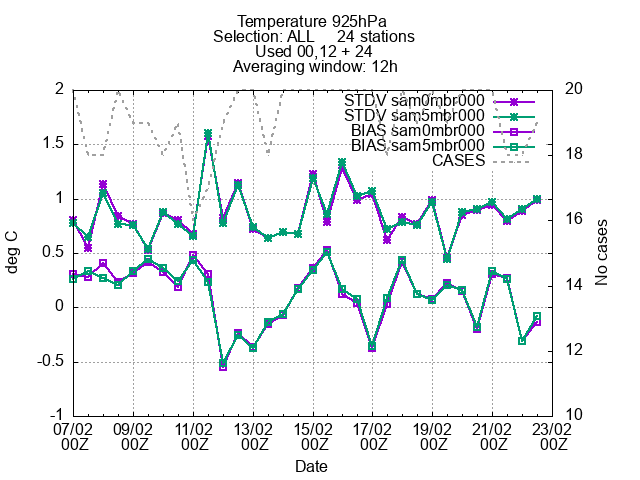 Temperature 925hPa
Selection: ALL 24 stations
Used 00,12 + 24
Averaging window: 12h
STDV sam0mbr000
STDV sam5mbr000
BIAS sam0mbr000
BIAS sam5mbr000
CASES
deg C
2
1.5
1
0.5
0
-0.5
-1
No cases
20
18
16
14
12
10
07/02 09/02 11/02 13/02 15/02 17/02 19/02 21/02 23/02
00Z 00Z 00Z 00Z 00Z 00Z 00Z 00Z 00Z
Date